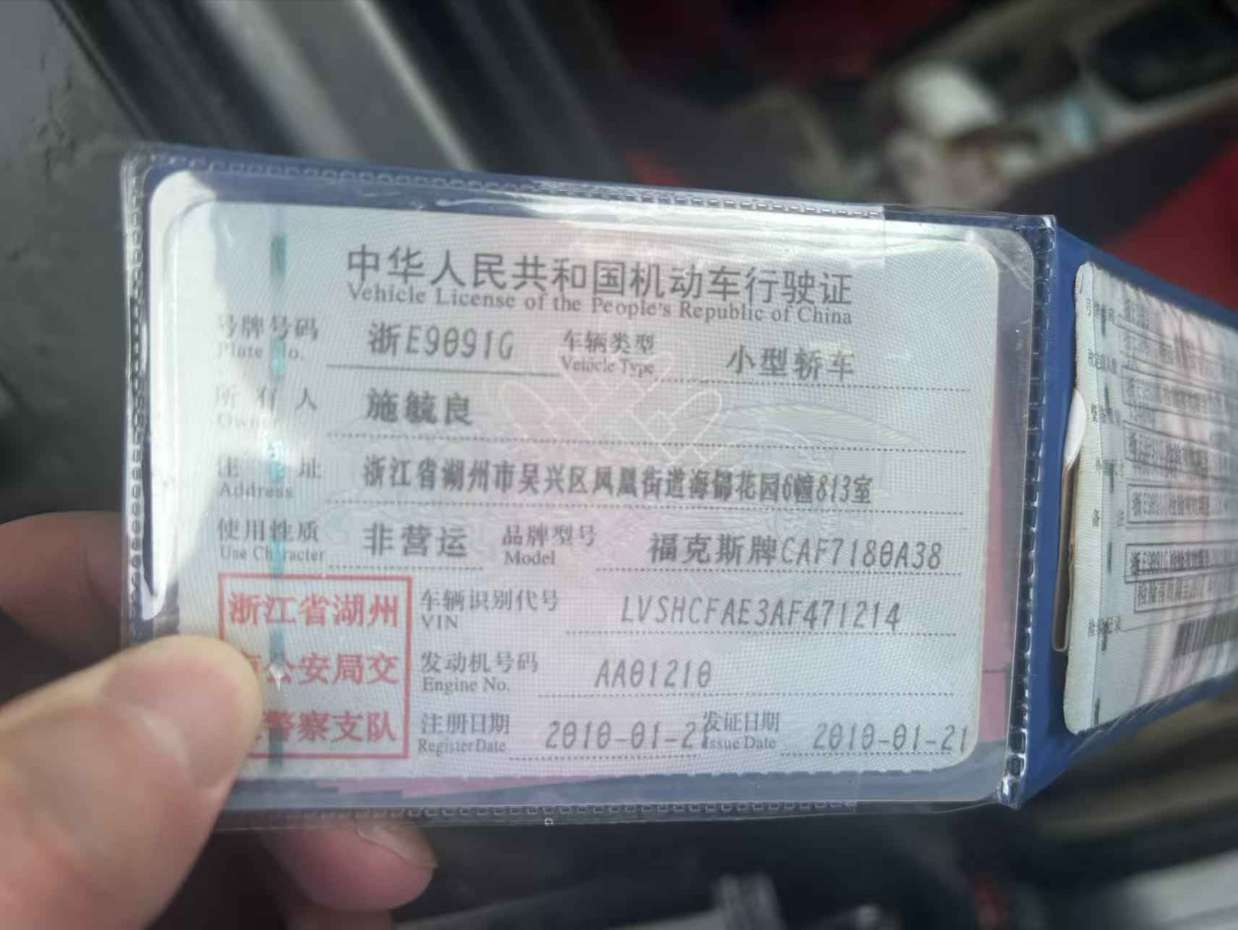 中华人民共和国机动车行驶证
Vehicle License of the People's Republic of China
号牌号码 浙E9091G 车辆类型 小型轿车
Plate No. Vehicle Type
所有人 施毓良
Owner
住址 浙江省湖州市吴兴区凤凰街道海锦花园6幢813室
Address
使用性质 非营运 品牌型号 福克斯牌CAF7180A38
Use Character Model
浙江省湖州
公安局交
警察支队
车辆识别代号 LVSHCFAE3AF471214
VIN
发动机号码 AA01210
Engine No.
注册日期 2010-01-21 发证日期 2010-01-21
Register Date Issue Date